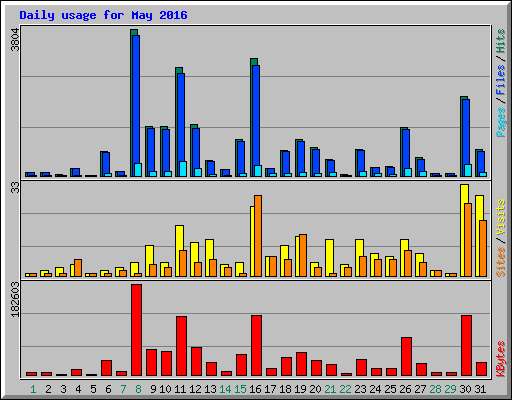 Daily usage for May 2016
3804
Pages / Files / Hits
33
Sites / Visits
182603
KBytes
1 2 3 4 5 6 7 8 9 10 11 12 13 14 15 16 17 18 19 20 21 22 23 24 25 26 27 28 29 30 31